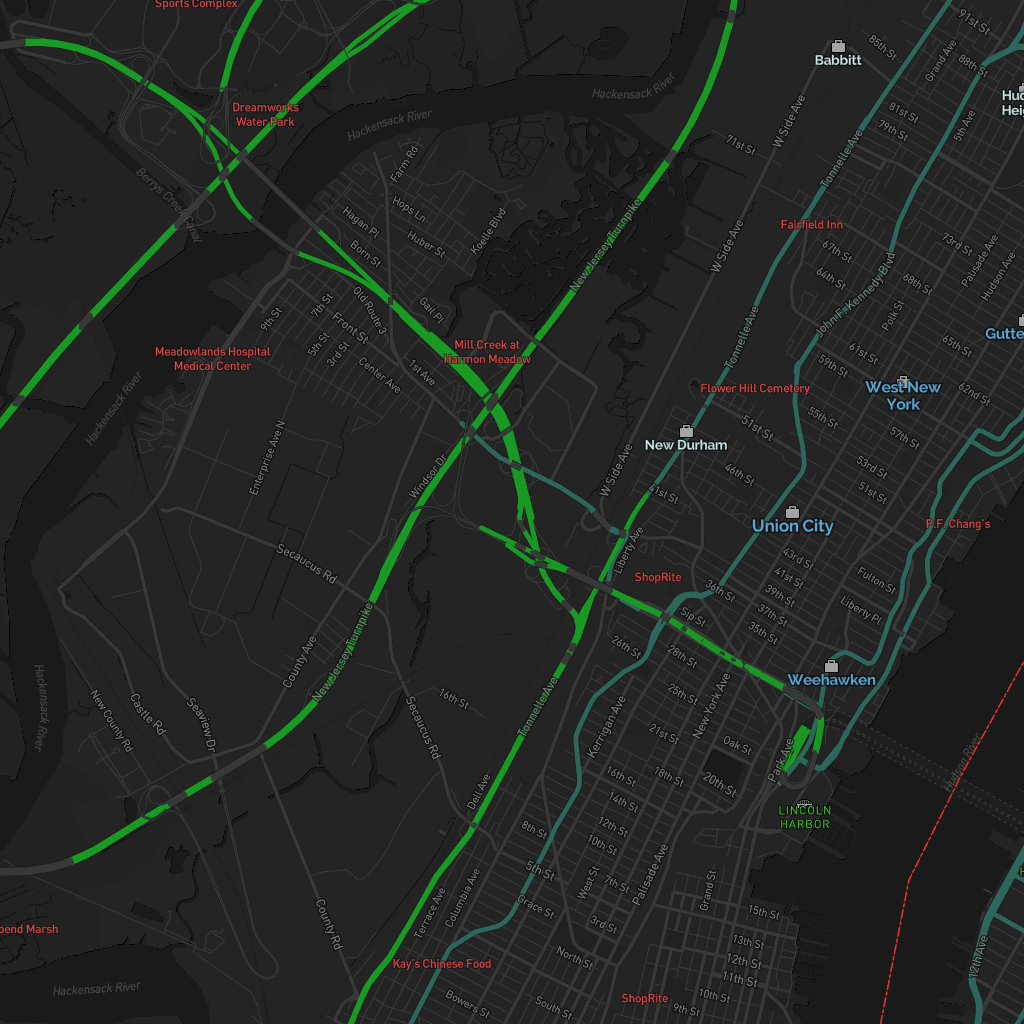 Sports Complex
91st St
85th St
Grand Ave
Babbitt
88th St
Hackensack River
Dreamworks
Water Park
Hackensack River
W Side Ave
81st St
79th St
5th Ave
71st St
Farm Rd
Tonnelle Ave
Berrys Creek Canal
Hops Ln
Hagan Pl
Koelle Blvd
Huber St
Born St
New Jersey Turnpike
W Side Ave
Fairfield Inn
67th St
73rd St
Palisade Ave
Hudson Ave
64th St
68th St
John F. Kennedy Blvd
Polk St
9th St
7th St
Old Route 3
Gail Pl
Front St
5th St
3rd St
Center Ave
1st Ave
Mill Creek at
Harmon Meadow
Tonnelle Ave
61st St
65th St
59th St
62nd St
Meadowlands Hospital
Medical Center
Flower Hill Cemetery
West New
York
Hackensack River
55th St
57th St
51st St
New Durham
Enterprise Ave N
Windsor Dr
W Side Ave
46th St
53rd St
51st St
41st St
Union City
P.F. Chang's
Secaucus Rd
Liberty Ave
ShopRite
43rd St
41st St
39th St
37th St
35th St
36th St
Fulton St
Liberty Pl
Sip St
26th St
28th St
County Ave
New Jersey Turnpike
Weehawken
25th St
Hackensack River
New County Rd
Castle Rd
Seaview Dr
Secaucus Rd
16th St
Tonnelle Ave
Kerrigan Ave
New York Ave
21st St
Oak St
Park Ave
Hudson River
16th St
18th St
20th St
Dell Ave
14th St
12th St
LINCOLN
HARBOR
8th St
10th St
5th St
7th St
West St
Palisade Ave
Grand St
Columbia Ave
Terrace Ave
County Rd
Grace St
3rd St
15th St
13th St
12th St
11th St
10th St
9th St
12th Ave
Kay's Chinese Food
North St
ShopRite
Bowers St
South St
Hackensack River